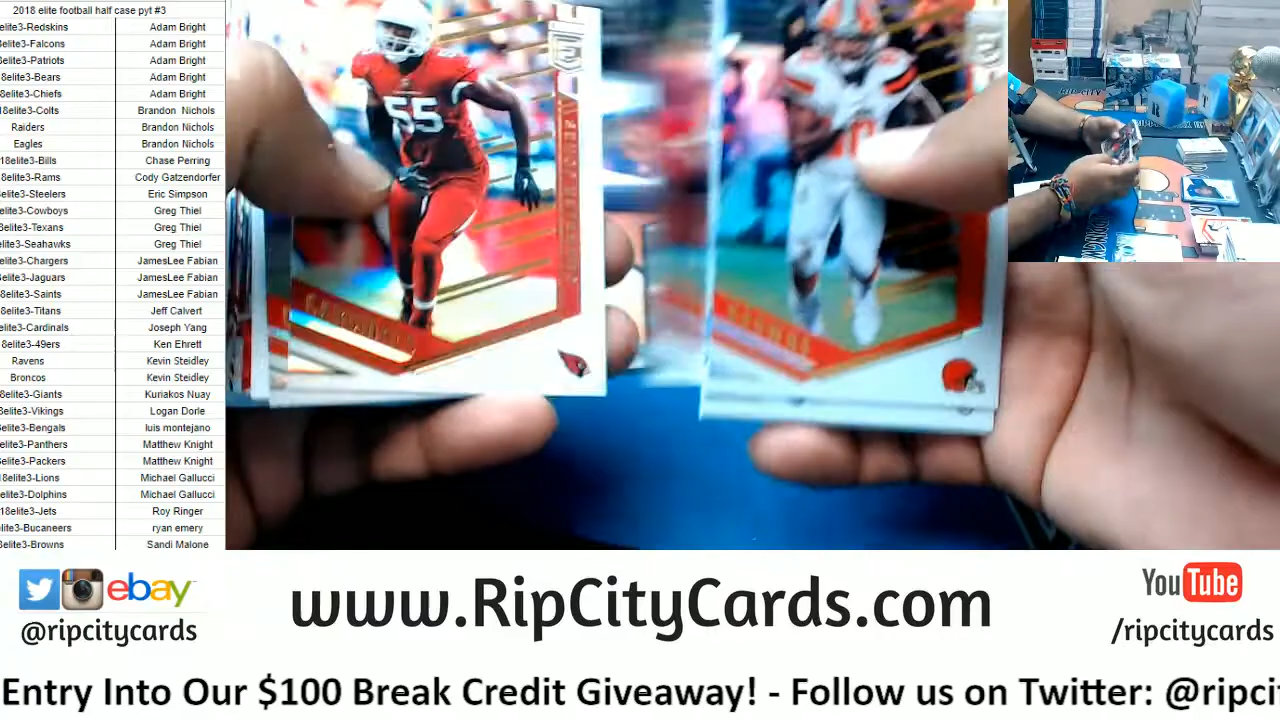 2018 elite football half case pyt #3
elite3-Redskins Adam Bright
elite3-Falcons Adam Bright
elite3-Patriots Adam Bright
8elite3-Bears Adam Bright
8elite3-Chiefs Adam Bright
18elite3-Colts Brandon Nichols
Raiders Brandon Nichols
Eagles Brandon Nichols
18elite3-Bills Chase Perring
8elite3-Rams Cody Gatzendorfer
elite3-Steelers Eric Simpson
elite3-Cowboys Greg Thiel
elite3-Texans Greg Thiel
elite3-Seahawks Greg Thiel
elite3-Chargers JamesLee Fabian
elite3-Jaguars JamesLee Fabian
8elite3-Saints JamesLee Fabian
8elite3-Titans Jeff Calvert
elite3-Cardinals Joseph Yang
8elite3-49ers Ken Ehrett
Ravens Kevin Steidley
Broncos Kevin Steidley
8elite3-Giants Kuriakos Nuay
elite3-Vikings Logan Dorle
elite3-Bengals luis montejano
elite3-Panthers Matthew Knight
elite3-Packers Matthew Knight
18elite3-Lions Michael Gallucci
elite3-Dolphins Michael Gallucci
18elite3-Jets Roy Ringer
elite3-Bucaneers ryan emery
8elite3-Browns Sandi Malone
55
E
ebay
@ripcitycards
www.RipCityCards.com
YouTube
/ripcitycards
Entry Into Our $100 Break Credit Giveaway! - Follow us on Twitter: @ripci